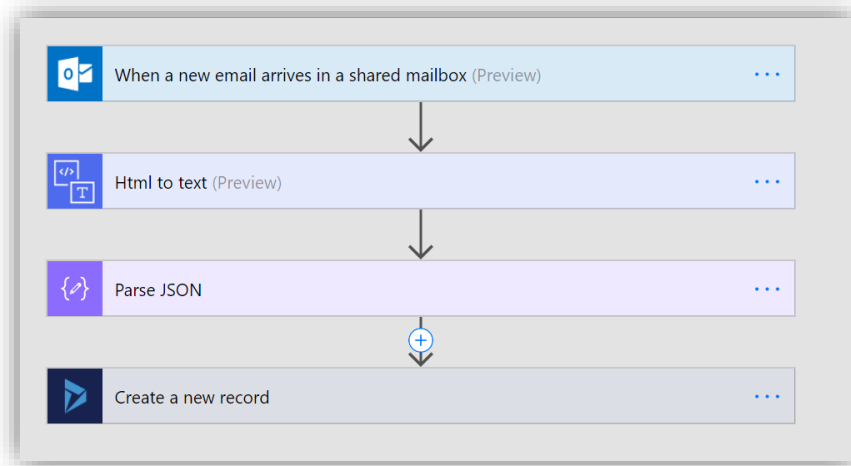 When a new email arrives in a shared mailbox (Preview)
Html to text (Preview)
Parse JSON
Create a new record